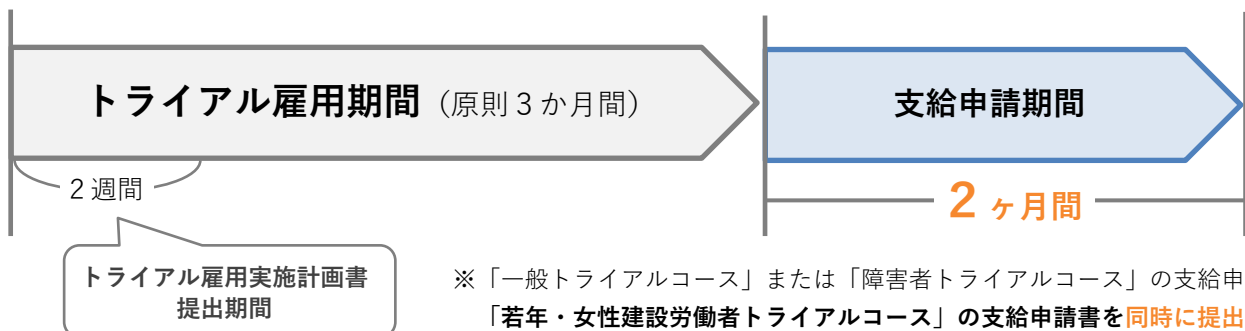 トライアル雇用期間（原則３か月間）
支給申請期間
２週間
２ヶ月間
トライアル雇用実施計画書
提出期間
※「一般トライアルコース」または「障害者トライアルコース」の支給申
「若年・女性建設労働者トライアルコース」の支給申請書を同時に提出